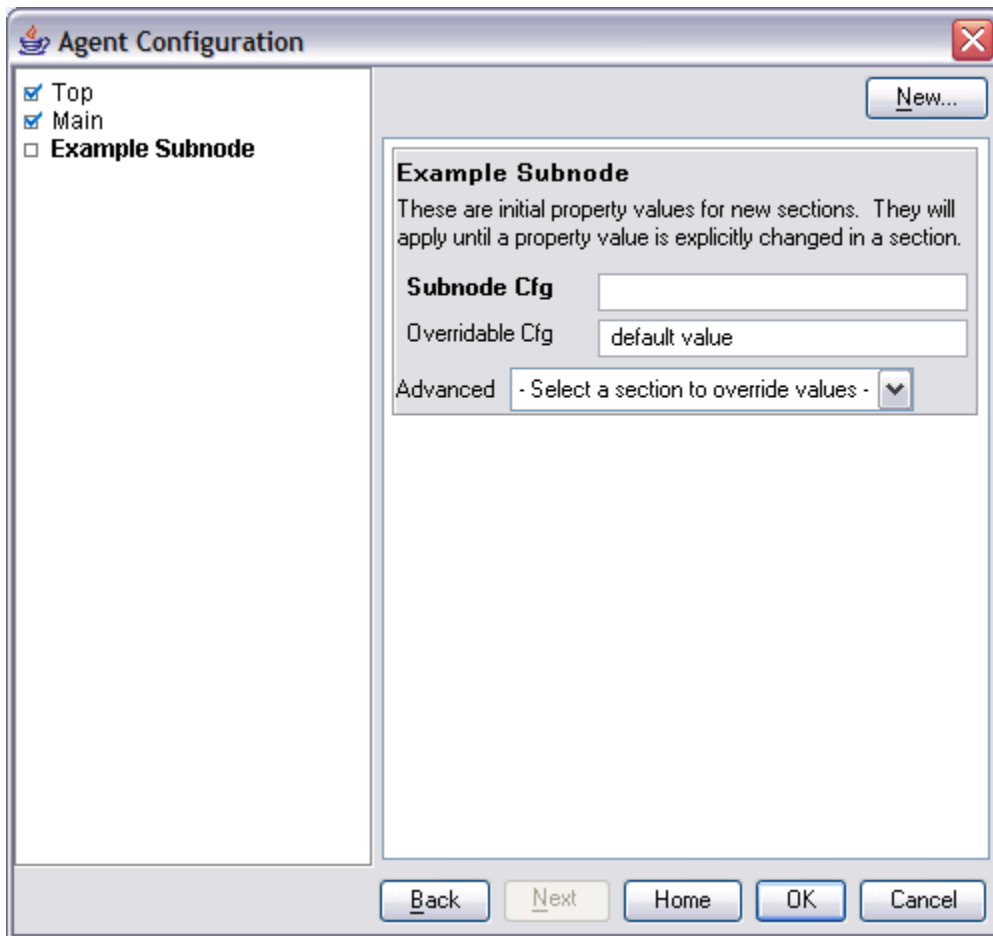 Agent Configuration
Top
Main
Example Subnode
New...
Example Subnode
These are initial property values for new sections. They will
apply until a property value is explicitly changed in a section.
Subnode Cfg
Overridable Cfg
default value
Advanced
- Select a section to override values -
Back
Next
Home
OK
Cancel